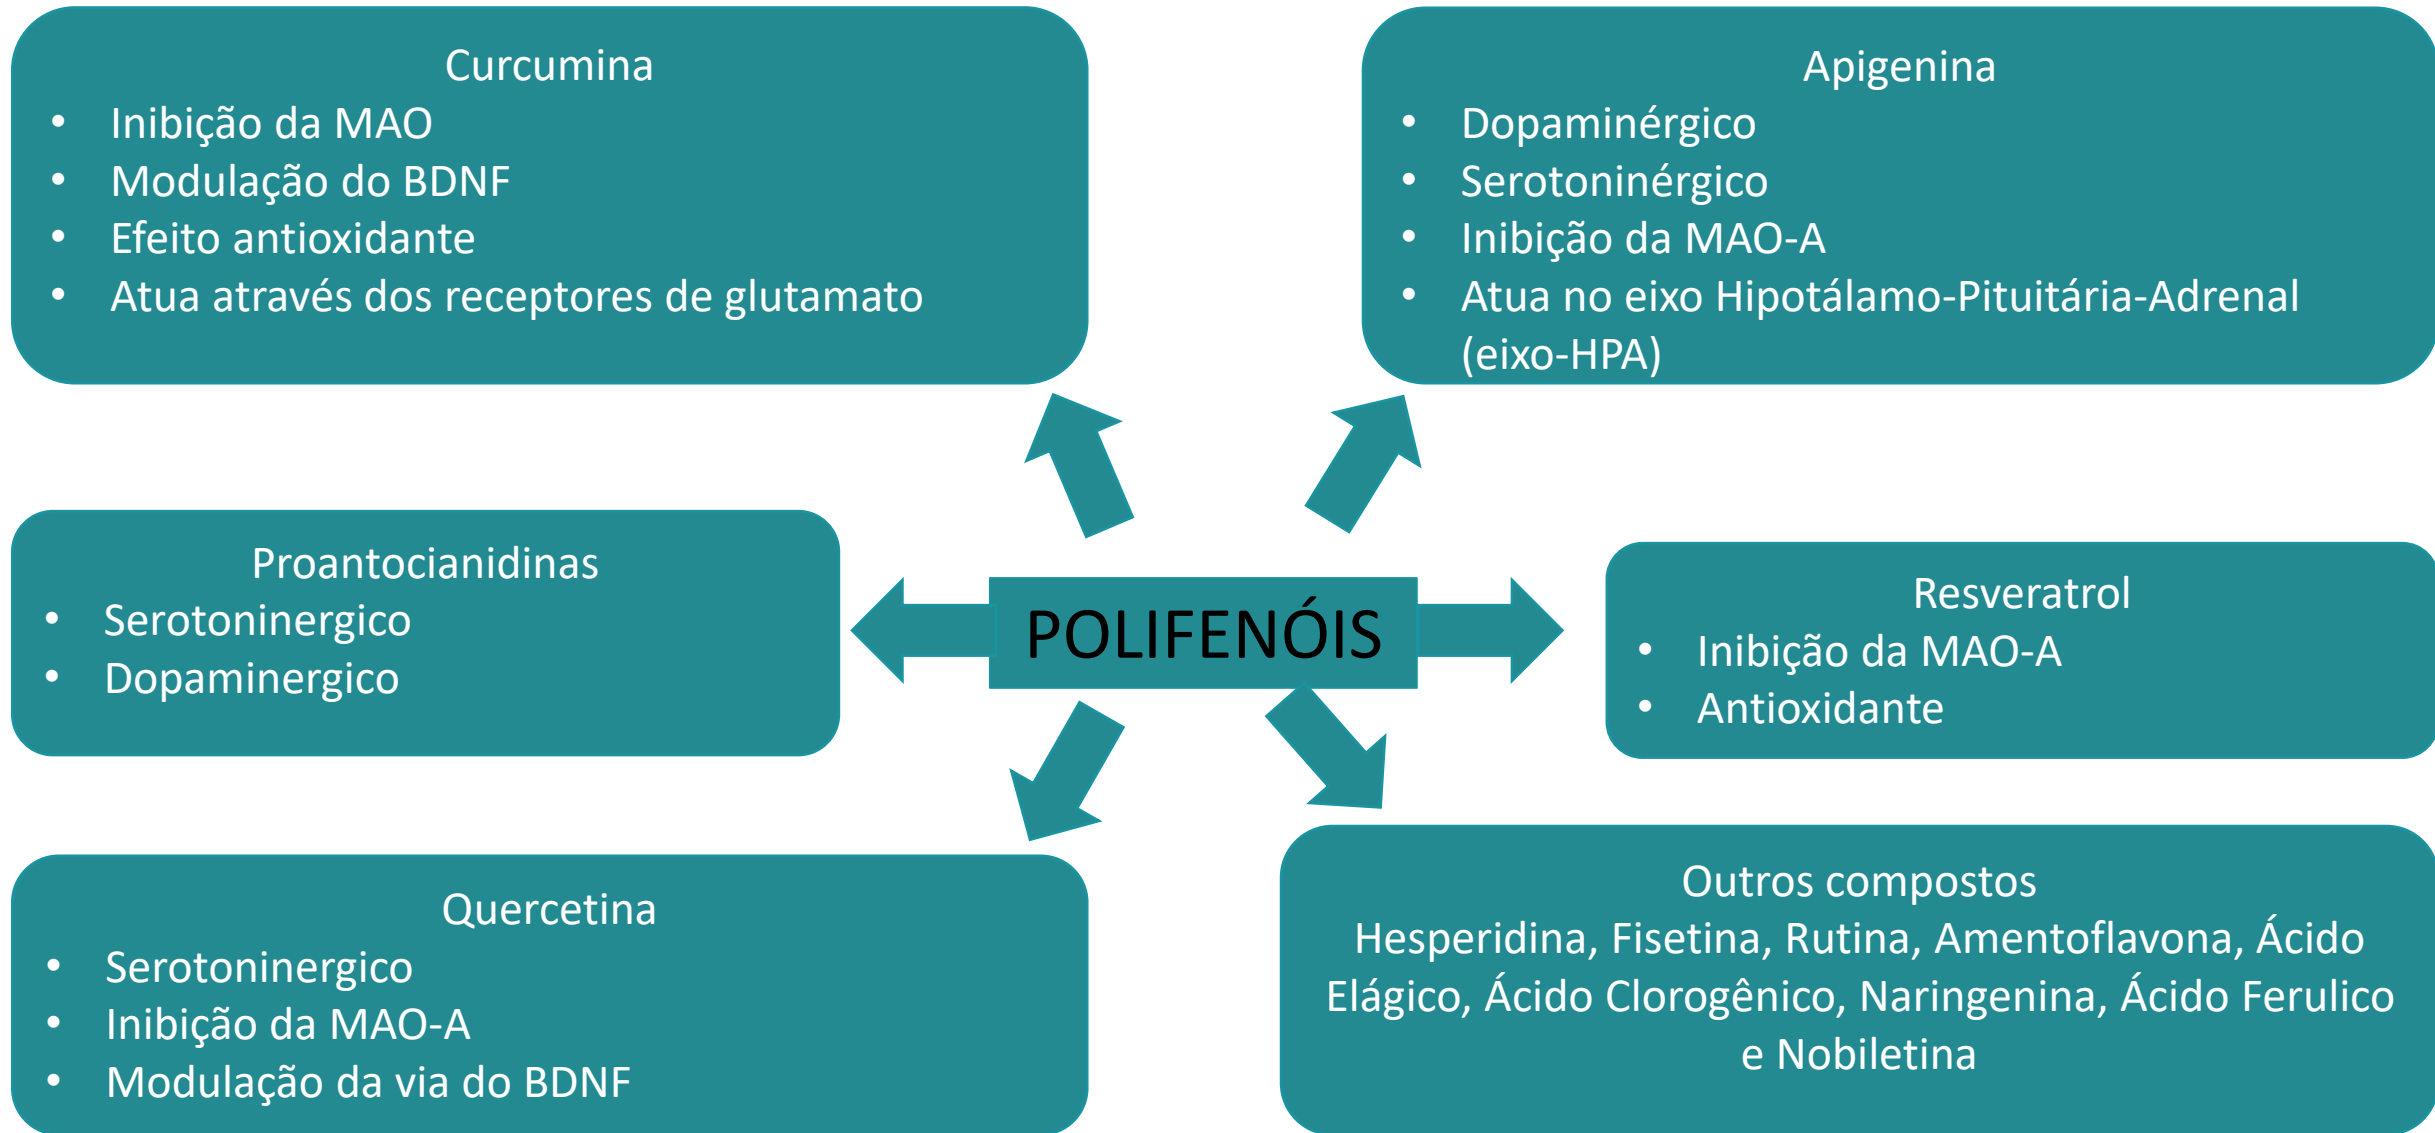 Curcumina
• Inibição da MAO
• Modulação do BDNF
• Efeito antioxidante
• Atua através dos receptores de glutamato
Apigenina
• Dopaminérgico
• Serotoninérgico
• Inibição da MAO-A
• Atua no eixo Hipotálamo-Pituitária-Adrenal
(eixo-HPA)
Proantocianidinas
• Serotoninergico
• Dopaminergico
POLIFENÓIS
Resveratrol
• Inibição da MAO-A
• Antioxidante
Quercetina
• Serotoninergico
• Inibição da MAO-A
• Modulação da via do BDNF
Outros compostos
Hesperidina, Fisetina, Rutina, Amentoflavona, Ácido
Elágico, Ácido Clorogênico, Naringenina, Ácido Ferulico
e Nobiletina